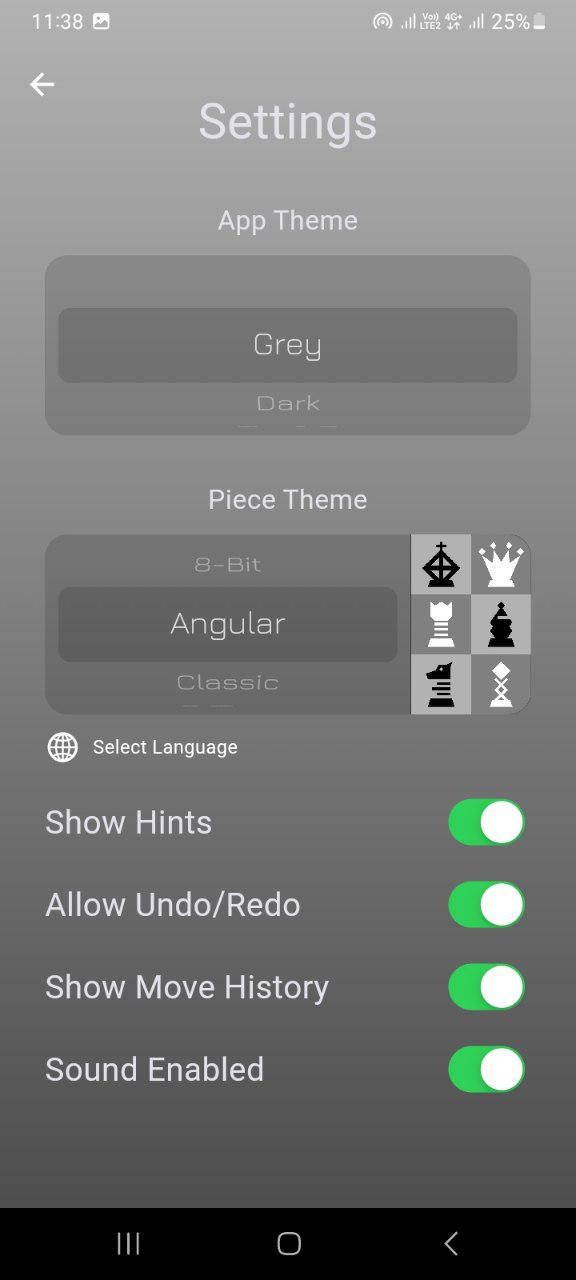 11:38 Vo)) LTE2 4G+ 25%
Settings
App Theme
Grey
Dark
Piece Theme
8-Bit
Angular
Classic
Select Language
Show Hints
Allow Undo/Redo
Show Move History
Sound Enabled